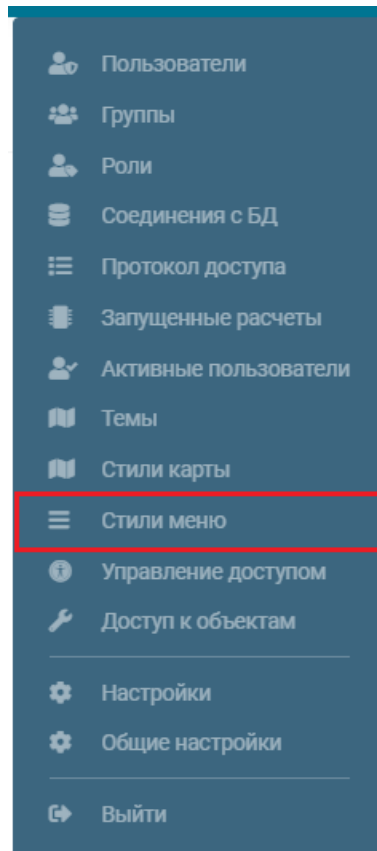 Пользователи
Группы
Роли
Соединения с БД
Протокол доступа
Запущенные расчеты
Активные пользователи
Темы
Стили карты
Стили меню
Управление доступом
Доступ к объектам
Настройки
Общие настройки
Выйти